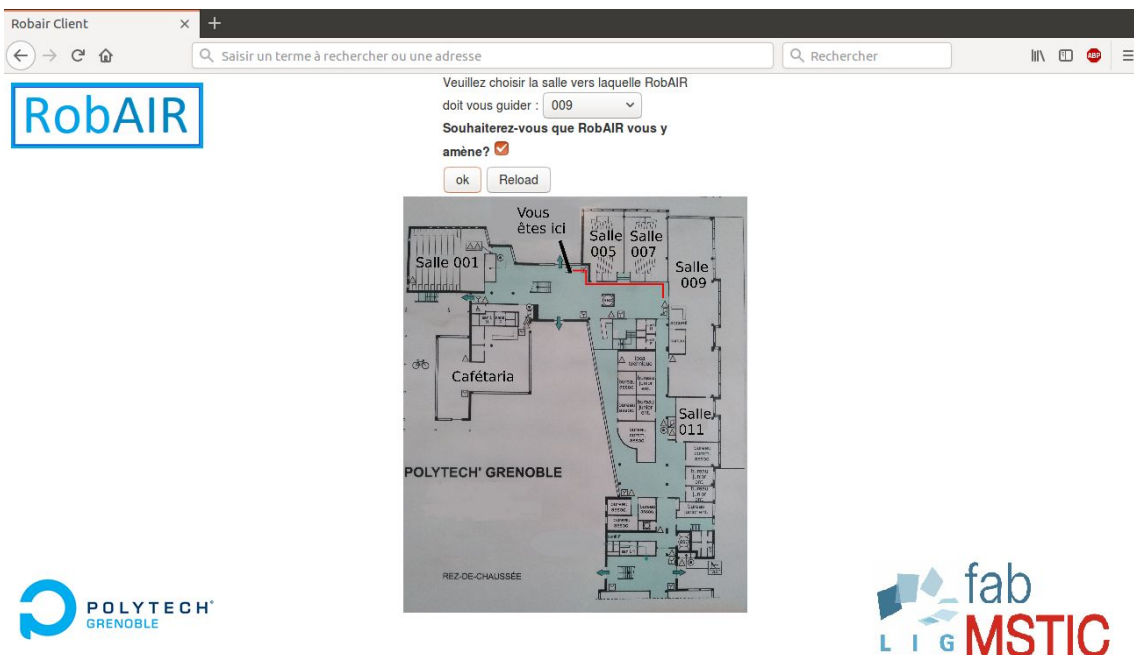 Robair Client
Saisir un terme à rechercher ou une adresse
Rechercher
ABP
RobAIR
Veuillez choisir la salle vers laquelle RobAIR
doit vous guider : 009
Souhaiterez-vous que RobAIR vous y
amène?
ok Reload
Vous
êtes ici
Salle 001
Salle
005
Salle
007
Salle
009
Cafétaria
Salle
011
POLYTECH' GRENOBLE
REZ-DE-CHAUSSÉE
POLYTECH°
GRENOBLE
fab
LIG MSTIC